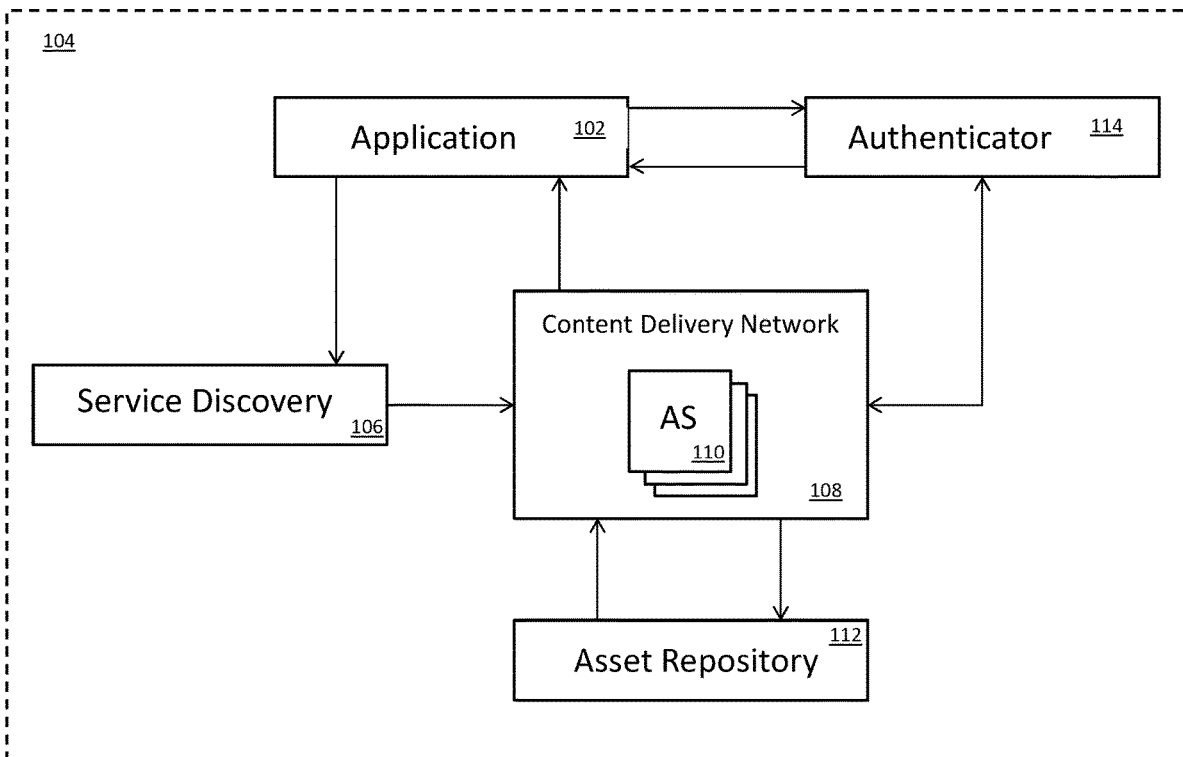 104
Application 102
Authenticator 114
Content Delivery Network
Service Discovery
106
AS
110
108
112
Asset Repository